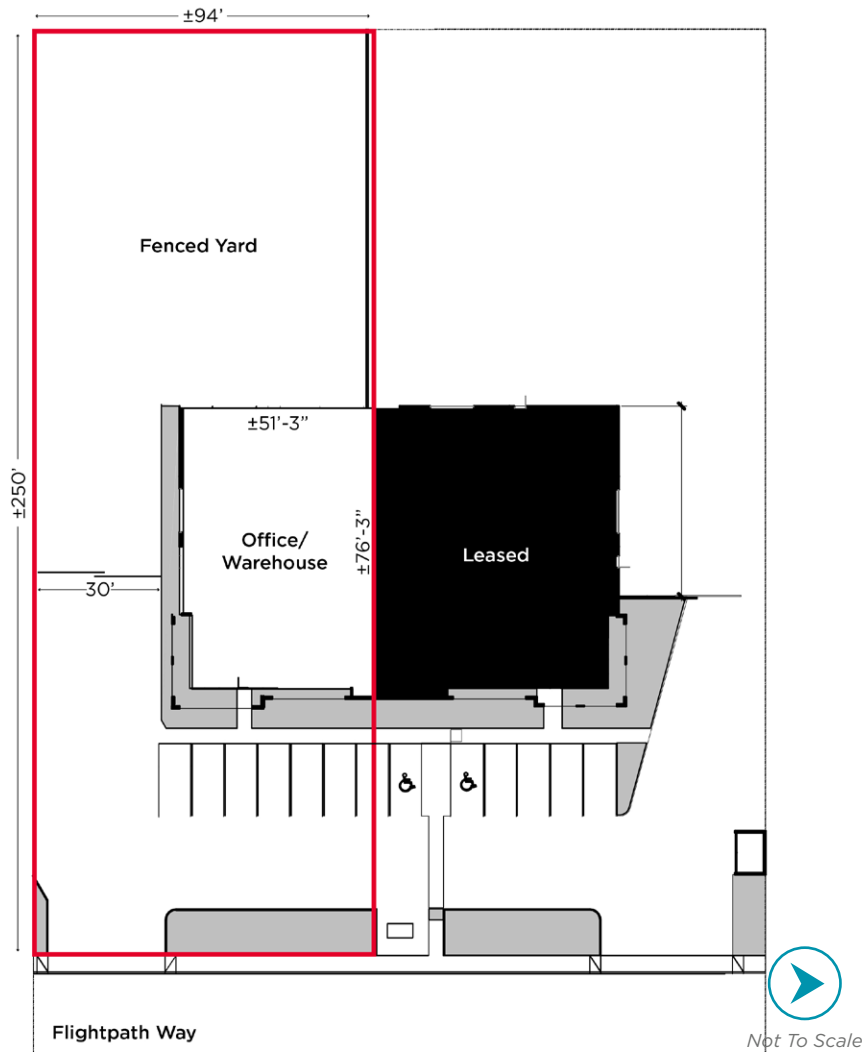 ±94’
Fenced Yard
±250’
±51’-3”
Office/
Warehouse
±76’-3”
Leased
30’
Flightpath Way
Not To Scale